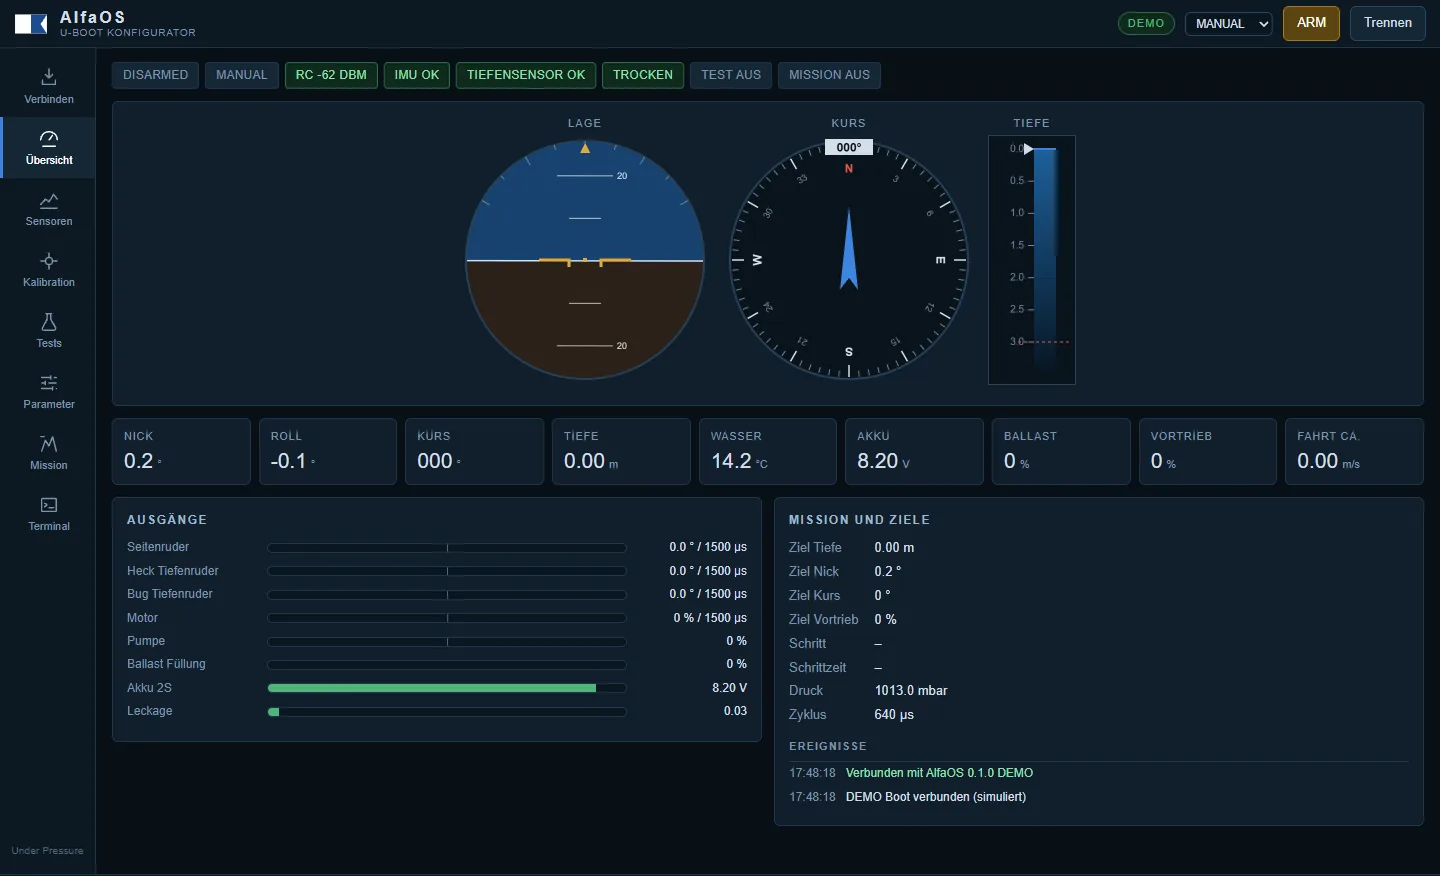 AlfaOS
U-BOOT KONFIGURATOR
DEMO
MANUAL
ARM
Trennen
Verbinden
Übersicht
Sensoren
Kalibration
Tests
Parameter
Mission
Terminal
Under Pressure
DISARMED
MANUAL
RC -62 DBM
IMU OK
TIEFENSENSOR OK
TROCKEN
TEST AUS
MISSION AUS
LAGE
20
20
KURS
000°
N
3
6
E
12
15
S
21
24
W
30
33
TIEFE
0.0
0.5
1.0
1.5
2.0
2.5
3.0
NICK
0.2 °
ROLL
-0.1 °
KURS
000 °
TIEFE
0.00 m
WASSER
14.2 °C
AKKU
8.20 V
BALLAST
0 %
VORTRIEB
0 %
FAHRT CA.
0.00 m/s
AUSGÄNGE
Seitenruder 0.0 ° / 1500 µs
Heck Tiefenruder 0.0 ° / 1500 µs
Bug Tiefenruder 0.0 ° / 1500 µs
Motor 0 % / 1500 µs
Pumpe 0 %
Ballast Füllung 0 %
Akku 2S 8.20 V
Leckage 0.03
MISSION UND ZIELE
Ziel Tiefe 0.00 m
Ziel Nick 0.2 °
Ziel Kurs 0 °
Ziel Vortrieb 0 %
Schritt –
Schrittzeit –
Druck 1013.0 mbar
Zyklus 640 µs
EREIGNISSE
17:48:18 Verbunden mit AlfaOS 0.1.0 DEMO
17:48:18 DEMO Boot verbunden (simuliert)